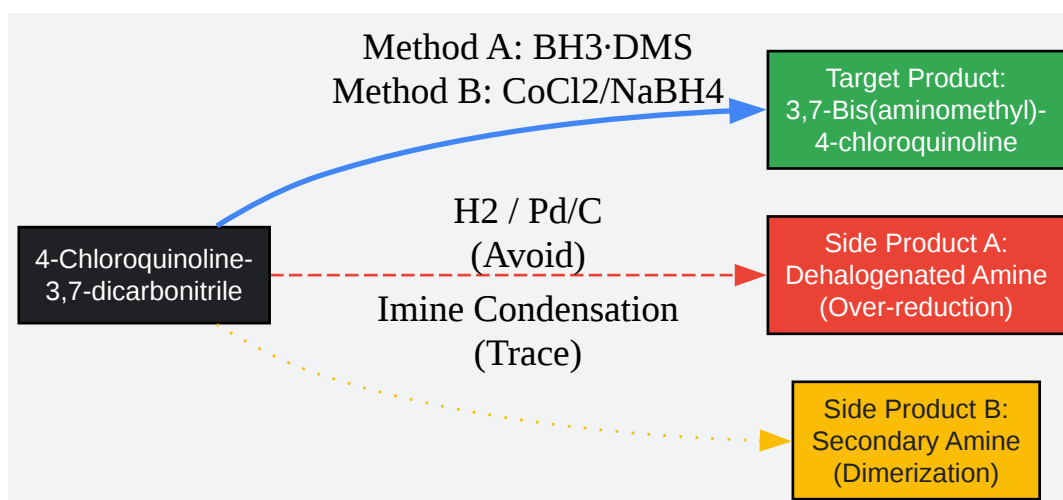 Method A: BH3·DMS
Method B: CoCl2/NaBH4
Target Product:
3,7-Bis(aminomethyl)-
4-chloroquinoline
4-Chloroquinoline-
3,7-dicarbonitrile
H2 / Pd/C
(Avoid)
Side Product A:
Dehalogenated Amine
(Over-reduction)
Imine Condensation
(Trace)
Side Product B:
Secondary Amine
(Dimerization)